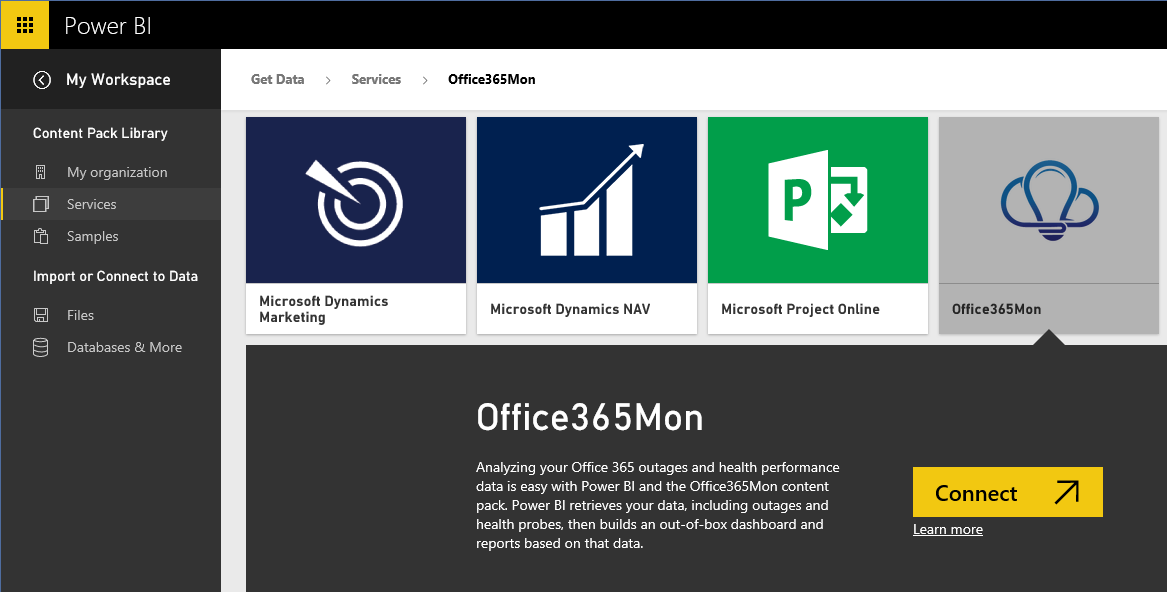 Power BI
My Workspace
Get Data > Services > Office365Mon
Content Pack Library
My organization
Services
Samples
Import or Connect to Data
Files
Databases & More
Microsoft Dynamics
Marketing
Microsoft Dynamics NAV
P
Microsoft Project Online
Office365Mon
Office365Mon
Analyzing your Office 365 outages and health performance
data is easy with Power BI and the Office365Mon content
pack. Power BI retrieves your data, including outages and
health probes, then builds an out-of-box dashboard and
reports based on that data.
Connect
Learn more